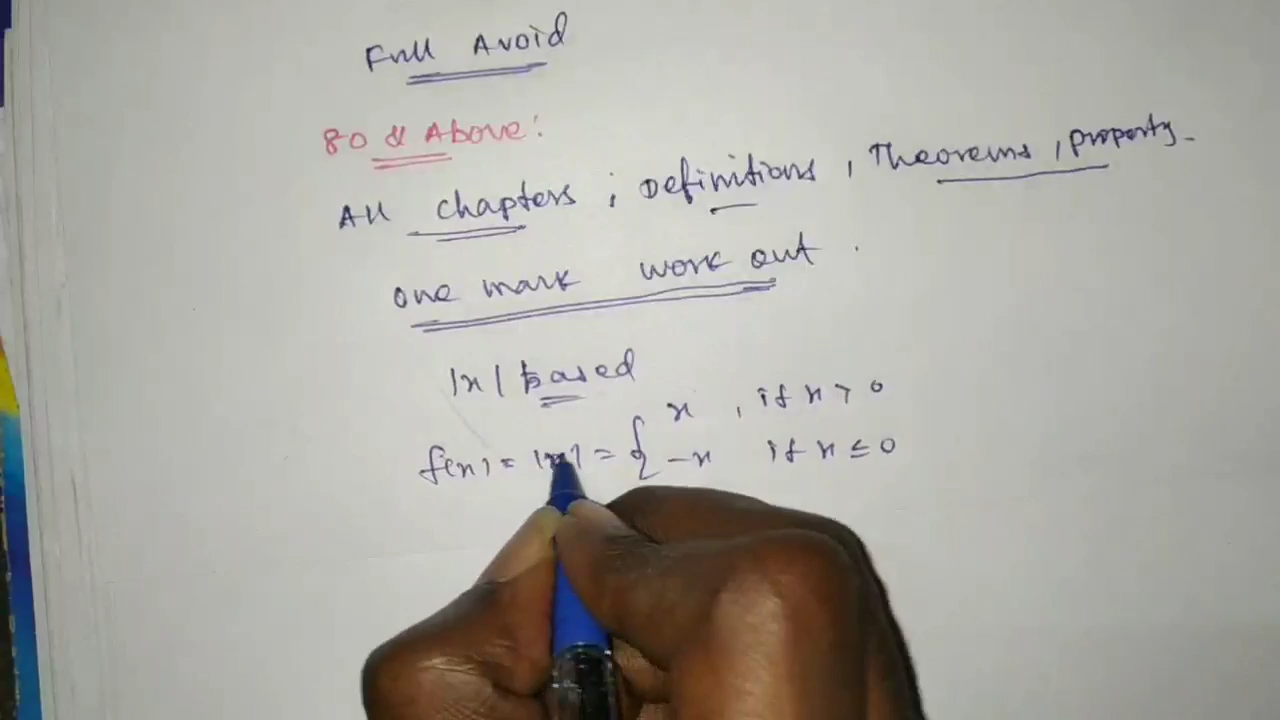 Full Avoid
80 & Above:
All chapters ; Definitions , Theorems , property.
one mark work out .
|x| based
f(x) = |x| = { x , if x > 0
-x if x ≤ 0